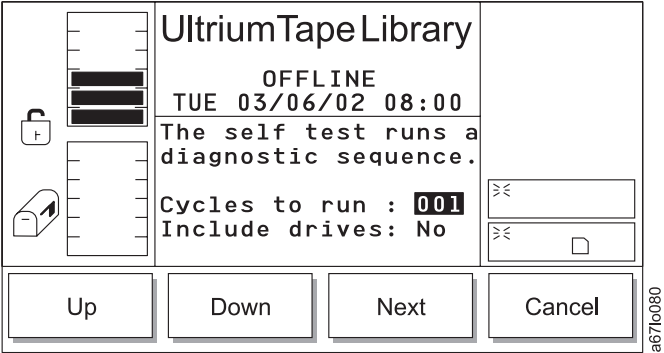 UltriumTape Library
OFFLINE
TUE 03/06/02 08:00
The self test runs a
diagnostic sequence.
Cycles to run : 001
Include drives: No
Up
Down
Next
Cancel
a67lo080